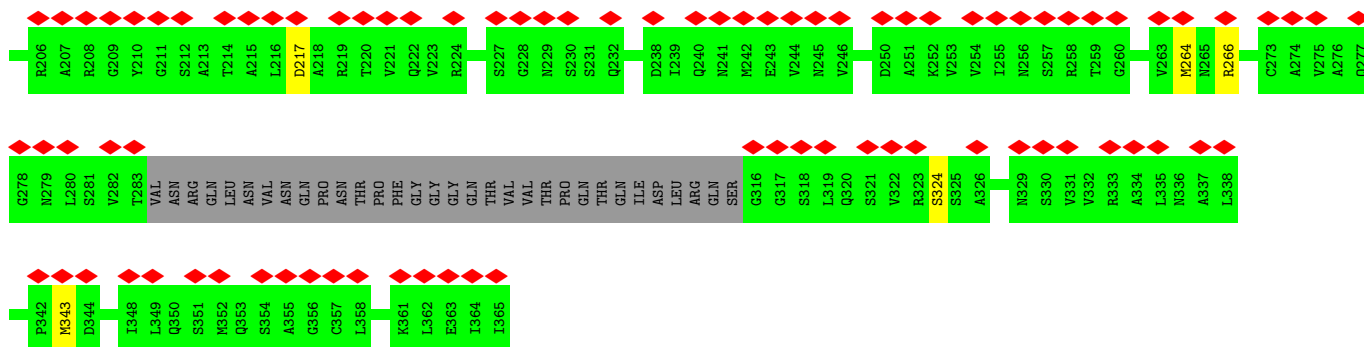 R206 A207 R208 G209 Y210 G211 S212 A213 T214 A215 L216 D217 A218 R219 T220 V221 Q222 V223 R224 S227 G228 N229 S230 S231 Q232 D238 I239 Q240 N241 M242 E243 V244 N245 V246 D250 A251 K252 V253 V254 I255 N256 S257 R258 T259 G260 V263 M264 N265 R266 C273 A274 V275 A276 Q277
G278 N279 L280 S281 V282 T283 VAL ASN ARG GLN LEU ASN VAL ASN GLN PRO ASN THR PRO PHE GLY GLY GLY GLN THR VAL VAL THR PRO GLN THR GLN ILE ASP LEU ARG GLN SER G316 G317 S318 L319 Q320 S321 V322 R323 S324 S325 A326 N329 S330 V331 V332 R333 A334 L335 N336 A337 L338
P342 M343 D344 I348 L349 Q350 S351 M352 Q353 S354 A355 G356 C357 L358 K361 L362 E363 I364 I365